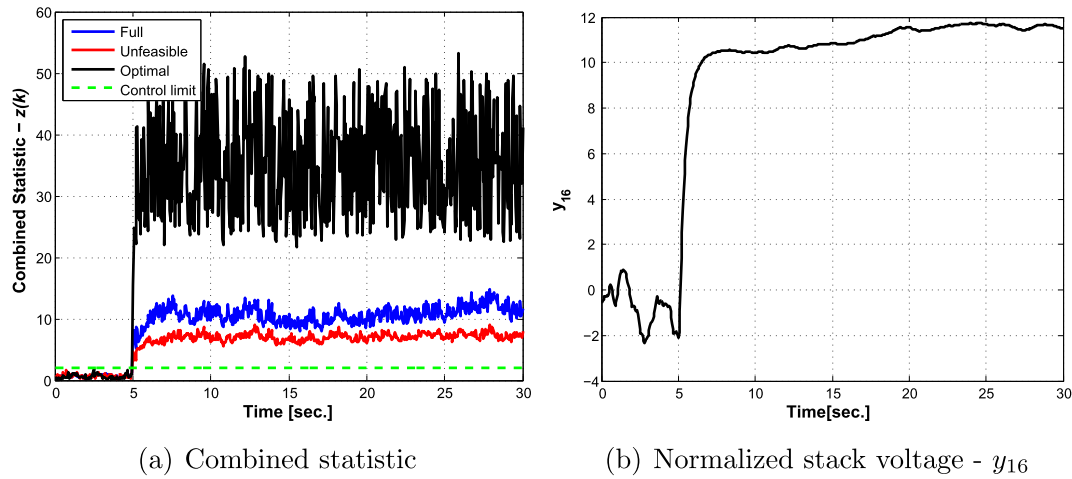 60
50
40
30
20
10
0
Combined Statistic − z(k)
Full
Unfeasible
Optimal
Control limit
0 5 10 15 20 25 30
Time [sec.]
(a) Combined statistic
12
10
8
6
4
2
0
−2
−4
y16
0 5 10 15 20 25 30
Time[sec.]
(b) Normalized stack voltage - y16